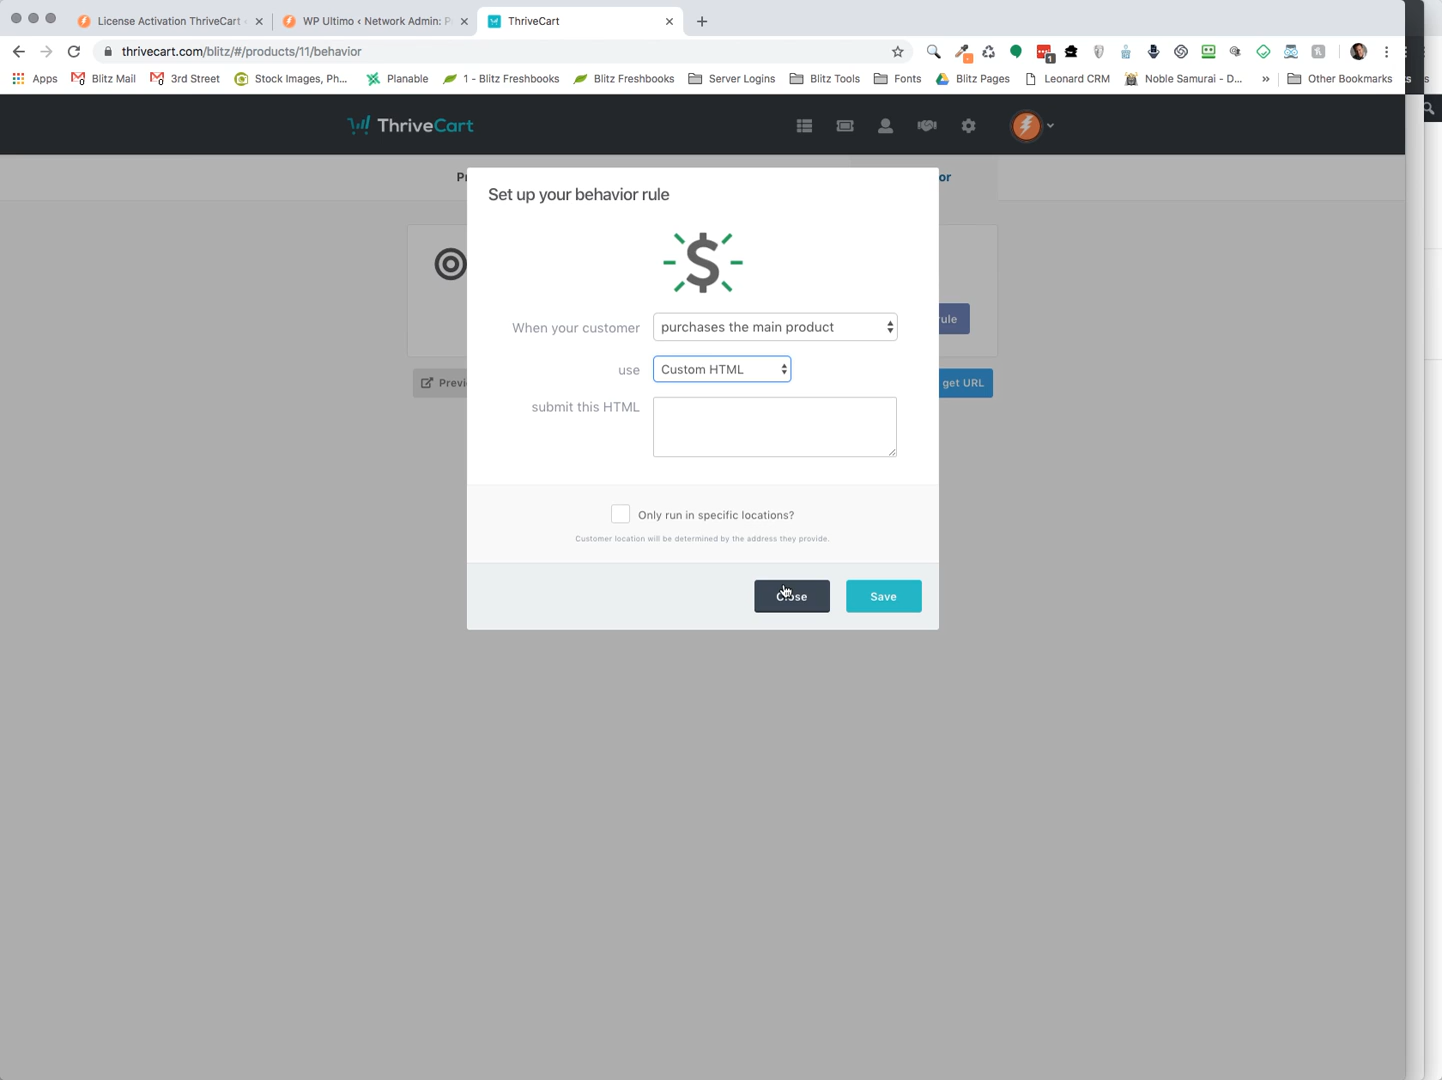 License Activation ThriveCart
WP Ultimo ‹ Network Admin: P
ThriveCart
thrivecart.com/blitz/#/products/11/behavior
Apps
Blitz Mail
3rd Street
Stock Images, Ph...
Planable
1 - Blitz Freshbooks
Blitz Freshbooks
Server Logins
Blitz Tools
Fonts
Blitz Pages
Leonard CRM
Noble Samurai - D...
»
Other Bookmarks
ThriveCart
Set up your behavior rule
When your customer
purchases the main product
use
Custom HTML
get URL
submit this HTML
Only run in specific locations?
Customer location will be determined by the address they provide.
Close
Save